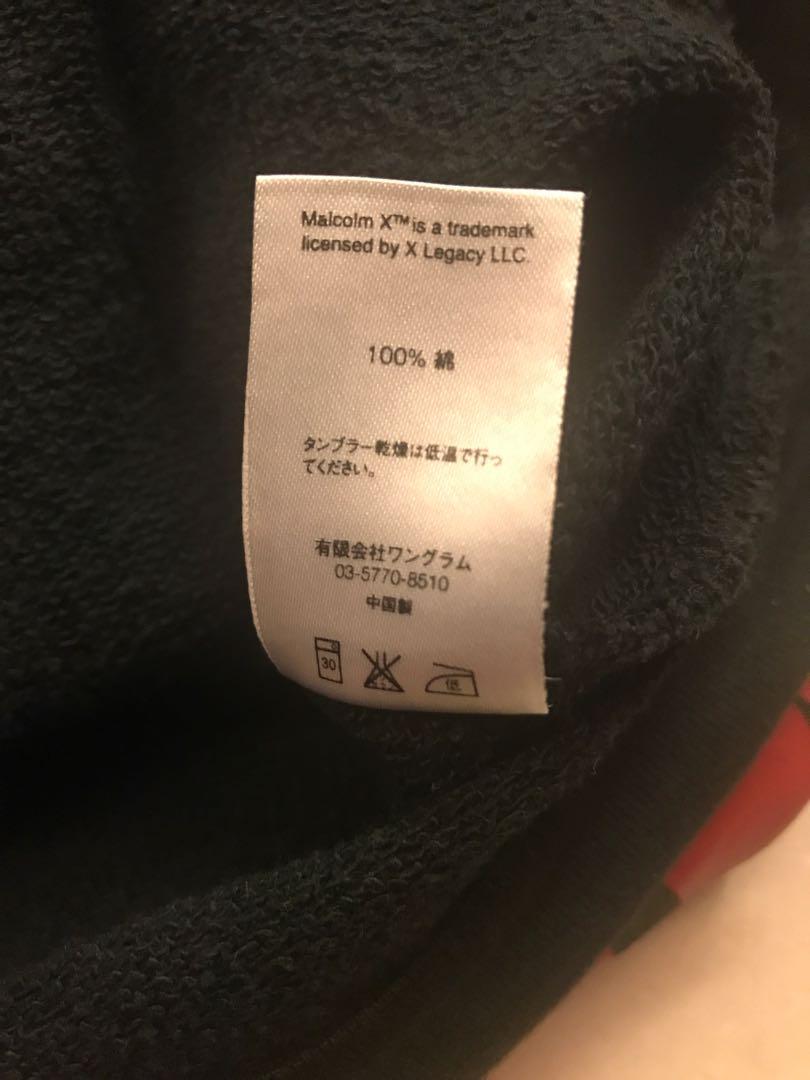 Malcolm X™ is a trademark
licensed by X Legacy LLC.
100% 綿
タンブラー乾燥は低温で行っ
てください。
有限会社ワングラム
03-5770-8510
中国製
30
低